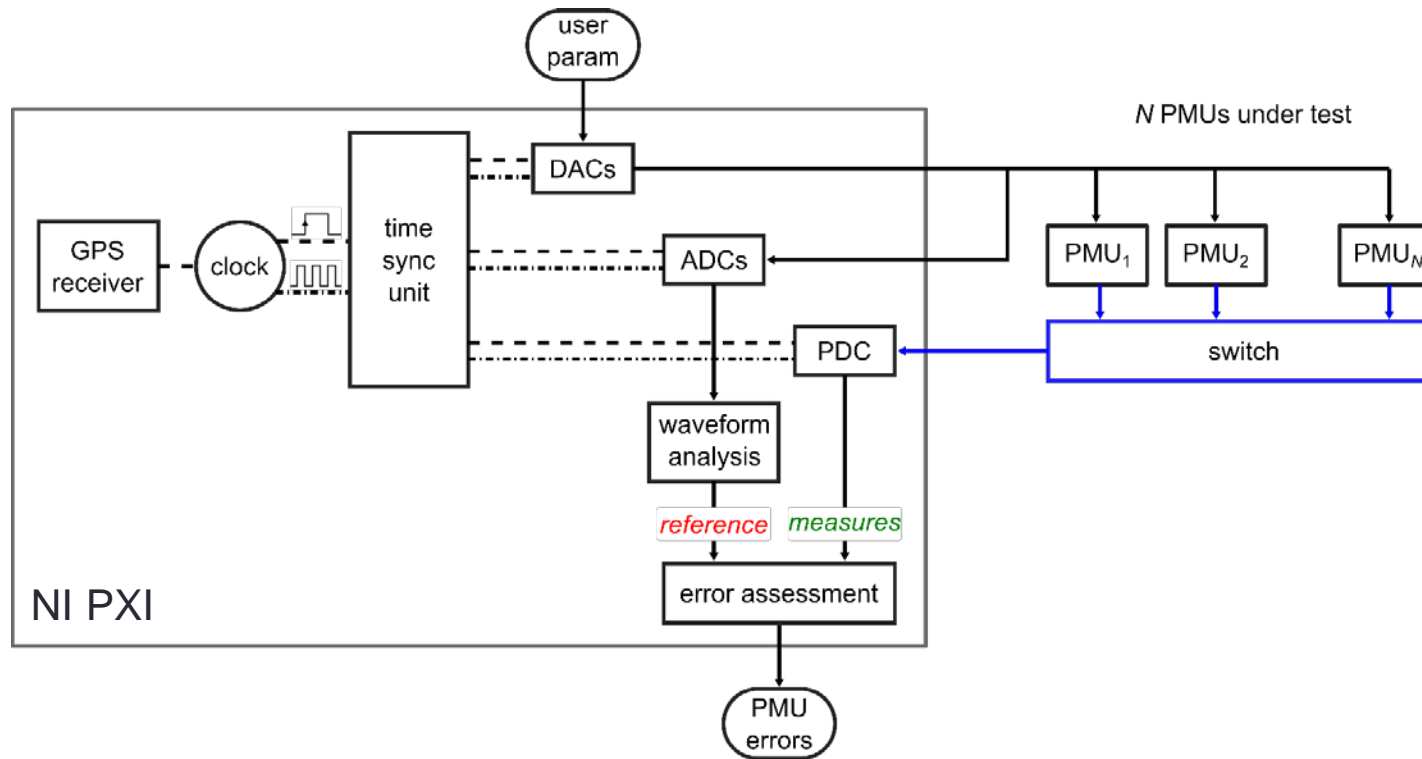 user
param
N PMUs under test
DACs
GPS
receiver
clock
time
sync
unit
ADCs
PMU₁
PMU₂
PMU_N
PDC
switch
waveform
analysis
reference
measures
error assessment
NI PXI
PMU
errors